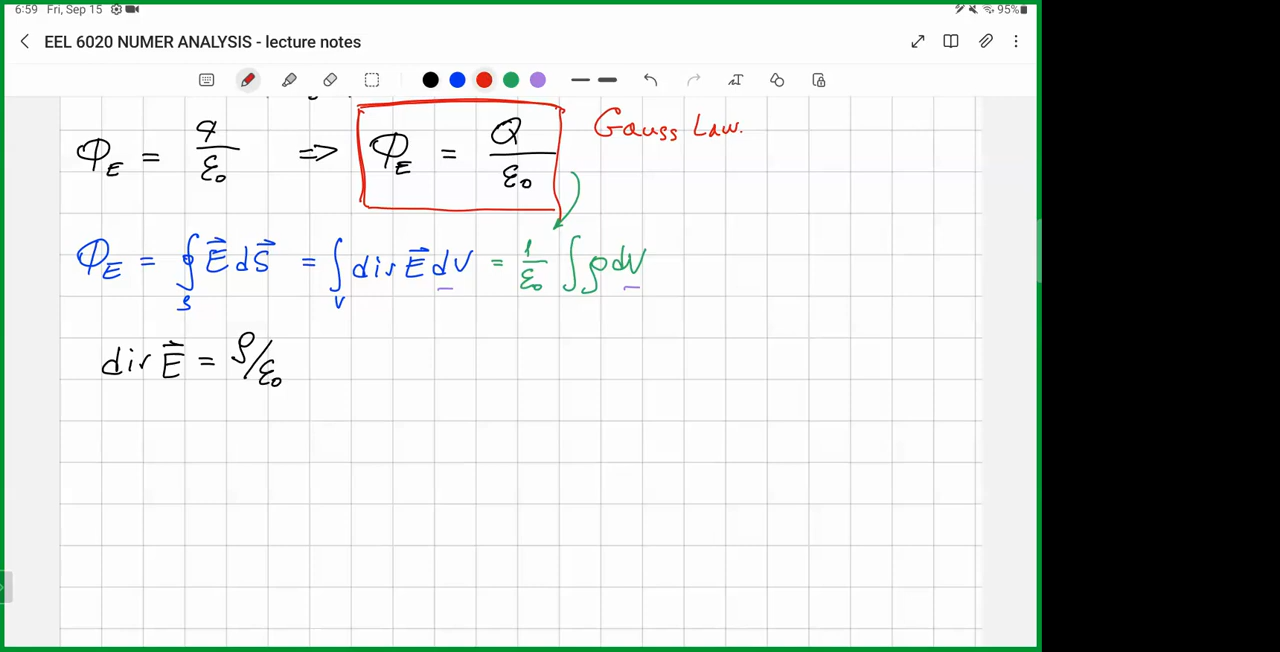 6:59 Fri, Sep 15 95%
EEL 6020 NUMER ANALYSIS - lecture notes
Φ_E = q/ε₀ => Φ_E = Q/ε₀ Gauss Law.
Φ_E = ∮_S E⃗ dS⃗ = ∫_V div E⃗ dV = 1/ε₀ ∫ρdV
div E⃗ = ρ/ε₀